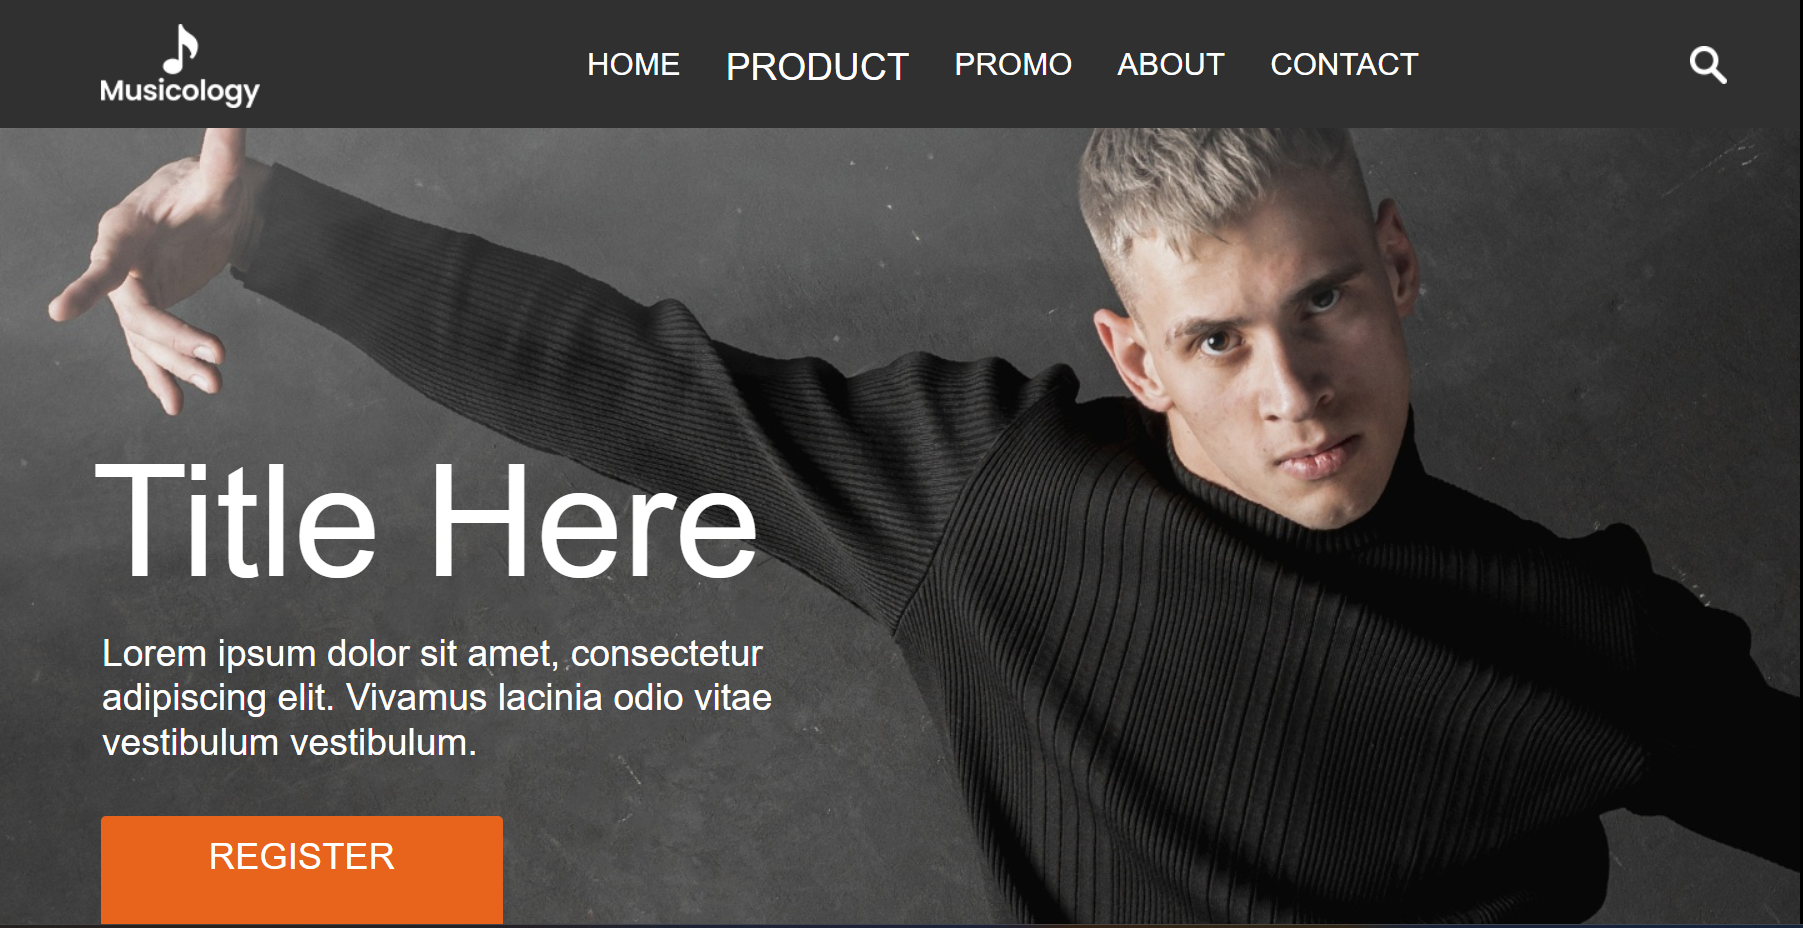 Musicology
HOME PRODUCT PROMO ABOUT CONTACT
Title Here
Lorem ipsum dolor sit amet, consectetur
adipiscing elit. Vivamus lacinia odio vitae
vestibulum vestibulum.
REGISTER